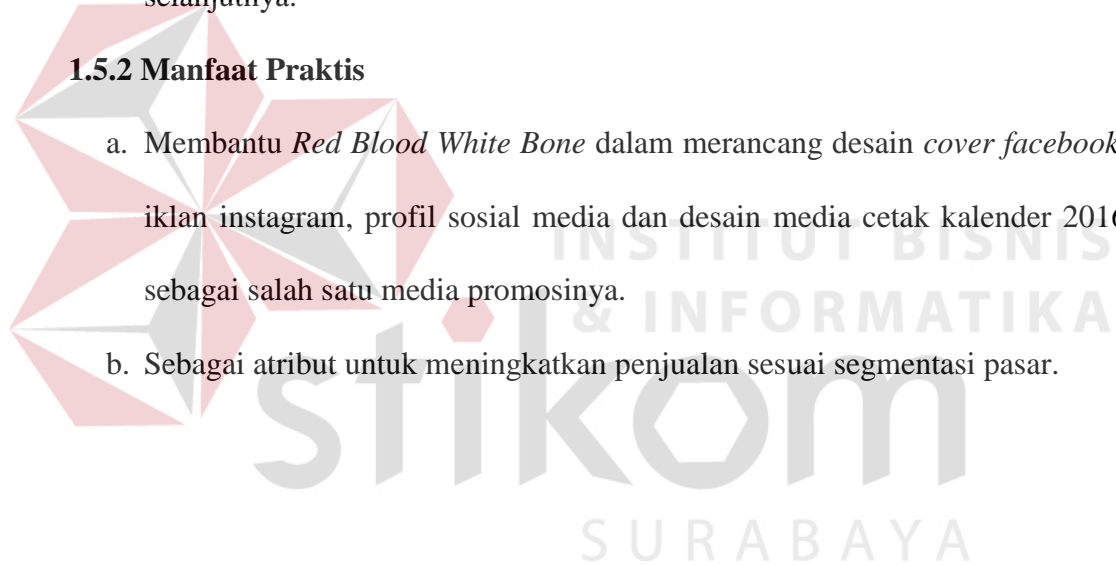 selanjutnya.
1.5.2 Manfaat Praktis
a. Membantu Red Blood White Bone dalam merancang desain cover facebook
iklan instagram, profil sosial media dan desain media cetak kalender 2016
sebagai salah satu media promosinya.
b. Sebagai atribut untuk meningkatkan penjualan sesuai segmentasi pasar.
INSTITUT BISNIS
& INFORMATIKA
stikom
SURABAYA